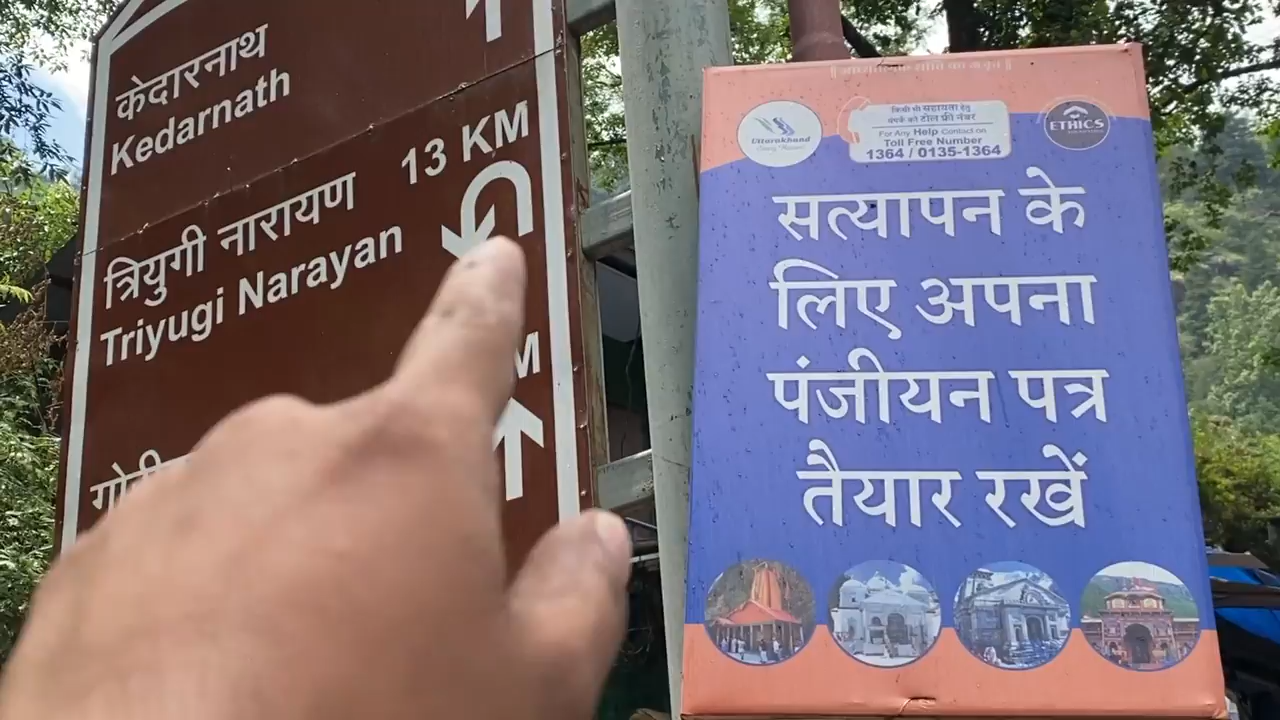 केदारनाथ
Kedarnath
13 KM
त्रियुगी नारायण
Triyugi Narayan
M
Uttarakhand
किसी भी सहायता हेतु
संपर्क करें टोल फ्री नंबर
For Any Help Contact on
Toll Free Number
1364 / 0135-1364
ETHICS
सत्यापन के
लिए अपना
पंजीयन पत्र
तैयार रखें